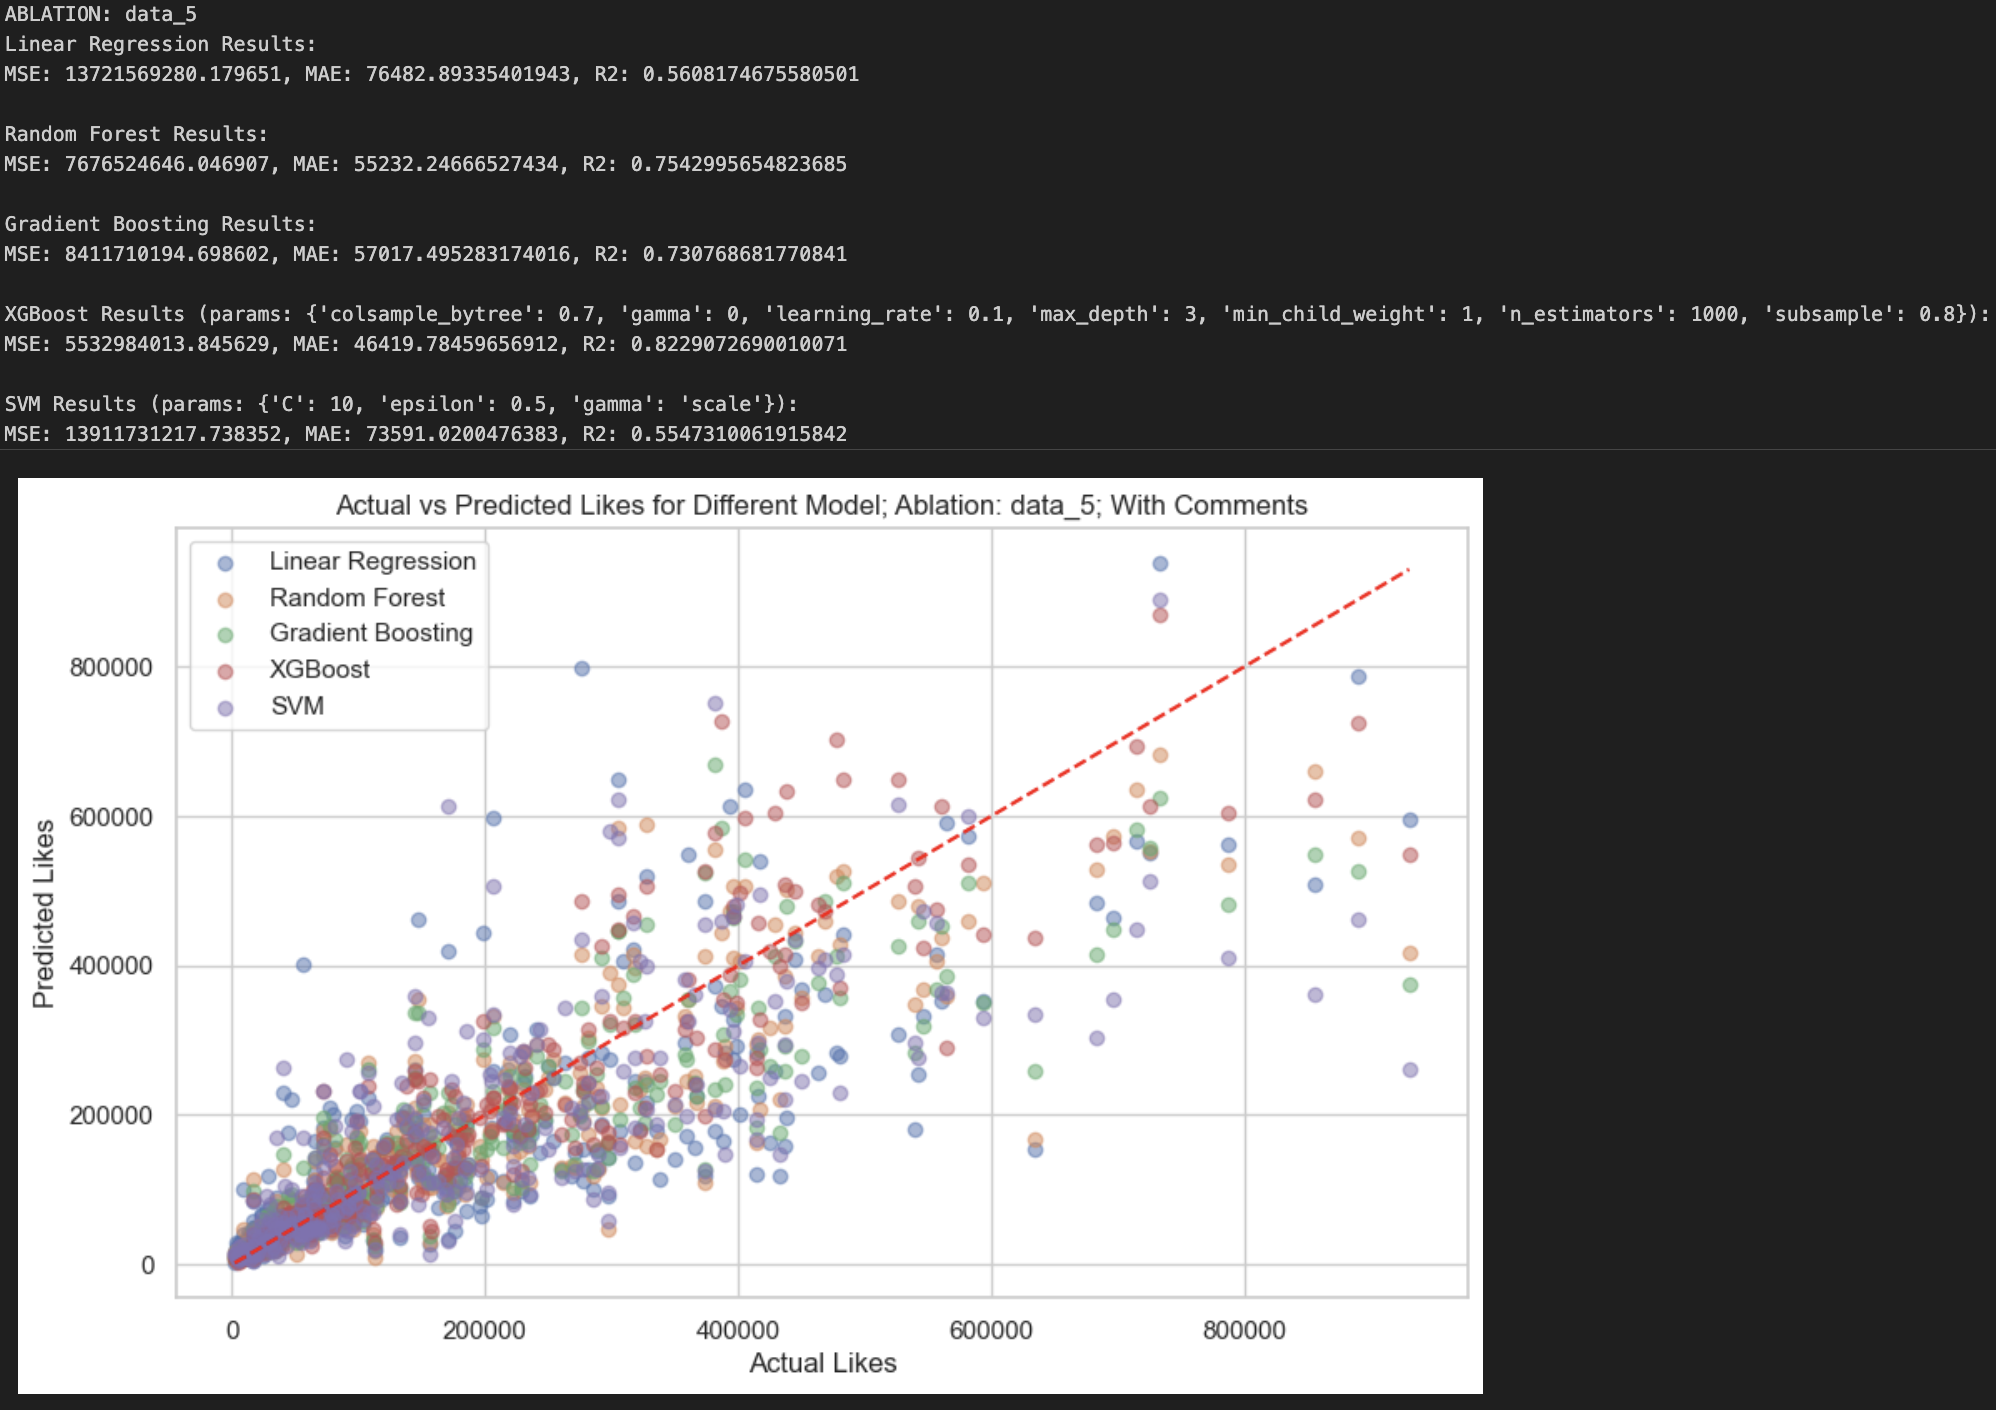 ABLATION: data_5
Linear Regression Results:
MSE: 13721569280.179651, MAE: 76482.89335401943, R2: 0.5608174675580501
Random Forest Results:
MSE: 7676524646.046907, MAE: 55232.24666527434, R2: 0.7542995654823685
Gradient Boosting Results:
MSE: 8411710194.698602, MAE: 57017.495283174016, R2: 0.730768681770841
XGBoost Results (params: {'colsample_bytree': 0.7, 'gamma': 0, 'learning_rate': 0.1, 'max_depth': 3, 'min_child_weight': 1, 'n_estimators': 1000, 'subsample': 0.8}):
MSE: 5532984013.845629, MAE: 46419.78459656912, R2: 0.8229072690010071
SVM Results (params: {'C': 10, 'epsilon': 0.5, 'gamma': 'scale'}):
MSE: 13911731217.738352, MAE: 73591.0200476383, R2: 0.5547310061915842
Actual vs Predicted Likes for Different Model; Ablation: data_5; With Comments
Linear Regression
Random Forest
Gradient Boosting
XGBoost
SVM
Predicted Likes
800000
600000
400000
200000
0
0 200000 400000 600000 800000
Actual Likes